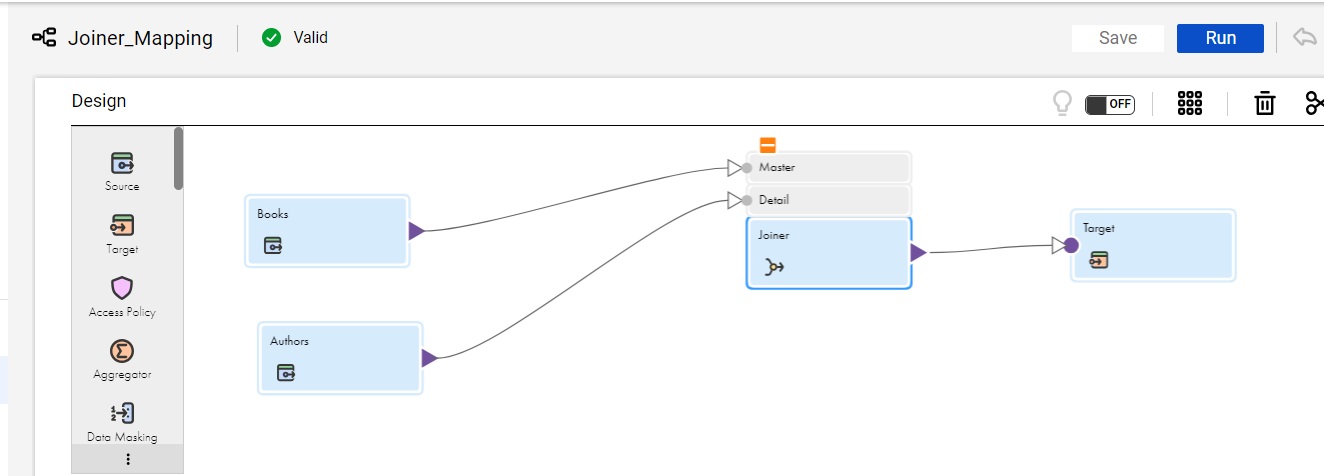 Joiner_Mapping
Valid
Save
Run
Design
OFF
Source
Target
Access Policy
Aggregator
Data Masking
Books
Authors
Master
Detail
Joiner
Target